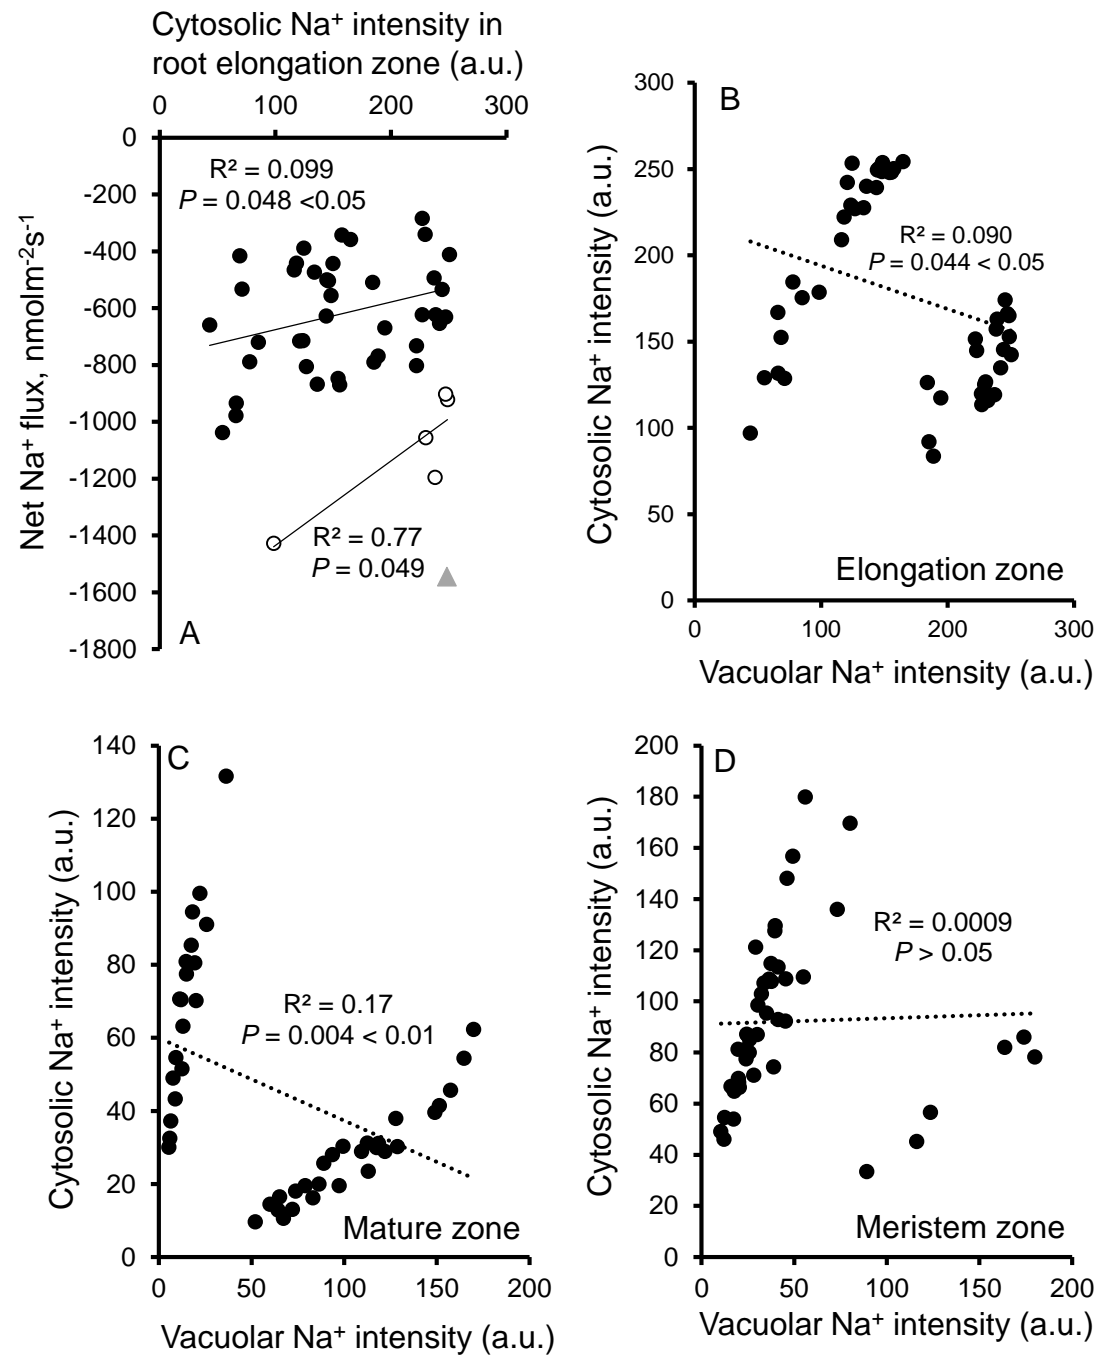 Cytosolic Na⁺ intensity in
root elongation zone (a.u.)
0 100 200 300
0
-200
-400
-600
-800
-1000
-1200
-1400
-1600
-1800
Net Na⁺ flux, nmolm⁻²s⁻¹
R² = 0.099
P = 0.048 <0.05
R² = 0.77
P = 0.049
A
300
250
200
150
100
50
0
Cytosolic Na⁺ intensity (a.u.)
B
R² = 0.090
P = 0.044 < 0.05
Elongation zone
0 100 200 300
Vacuolar Na⁺ intensity (a.u.)
140
120
100
80
60
40
20
0
Cytosolic Na⁺ intensity (a.u.)
C
R² = 0.17
P = 0.004 < 0.01
Mature zone
0 50 100 150 200
Vacuolar Na⁺ intensity (a.u.)
200
180
160
140
120
100
80
60
40
20
0
Cytosolic Na⁺ intensity (a.u.)
D
R² = 0.0009
P > 0.05
Meristem zone
0 50 100 150 200
Vacuolar Na⁺ intensity (a.u.)